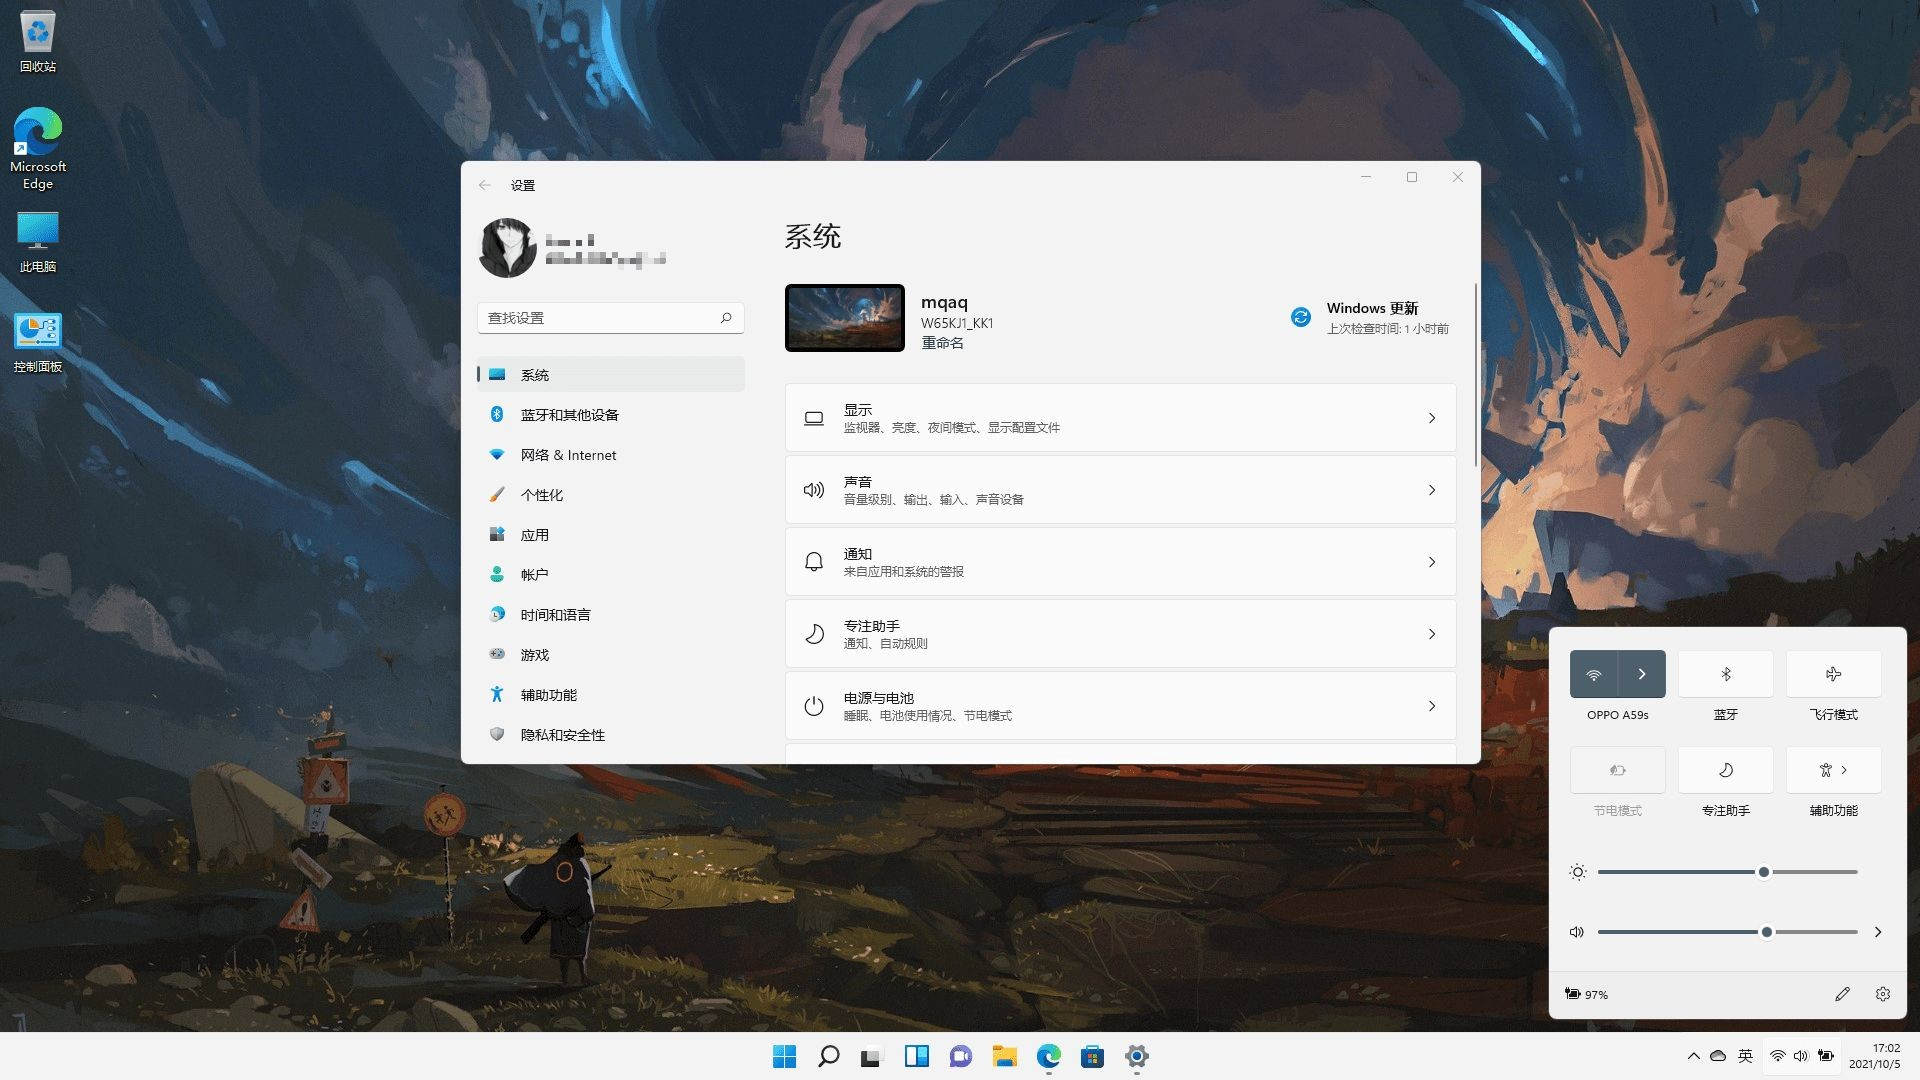 回收站
Microsoft
Edge
此电脑
控制面板
设置
查找设置
系统
蓝牙和其他设备
网络 & Internet
个性化
应用
帐户
时间和语言
游戏
辅助功能
隐私和安全性
系统
mqaq
W65KJ1_KK1
重命名
Windows 更新
上次检查时间: 1 小时前
显示
监视器、亮度、夜间模式、显示配置文件
声音
音量级别、输出、输入、声音设备
通知
来自应用和系统的警报
专注助手
通知、自动规则
电源与电池
睡眠、电池使用情况、节电模式
OPPO A59s
蓝牙
飞行模式
节电模式
专注助手
辅助功能
97%
英
17:02
2021/10/5